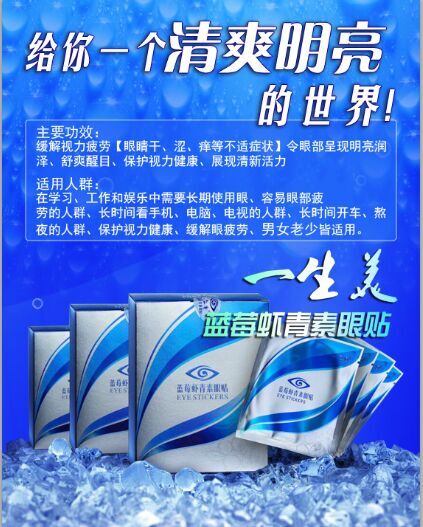 给你一个清爽明亮
的世界!
主要功效:
缓解视力疲劳【眼睛干、涩、痒等不适症状】令眼部呈现明亮润
泽、舒爽醒目、保护视力健康、展现清新活力
适用人群:
在学习、工作和娱乐中需要长期使用眼、容易眼部疲
劳的人群、长时间看手机、电脑、电视的人群、长时间开车、熬
夜的人群、保护视力健康、缓解眼疲劳、男女老少皆适用。
一生美
蓝莓虾青素眼贴
蓝莓虾青素眼贴
EYE STICKERS
蓝莓虾青素眼贴
EYE STICKERS